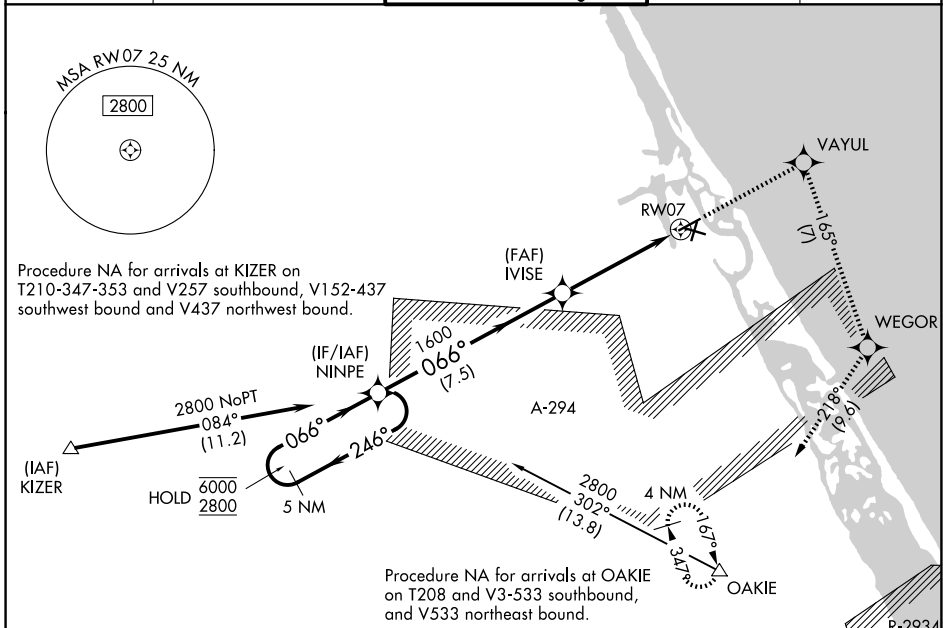 MSA RW07 25 NM
2800
VAYUL
RW07
165°
(7)
(FAF)
IVISE
Procedure NA for arrivals at KIZER on
T210-347-353 and V257 southbound, V152-437
southwest bound and V437 northwest bound.
WEGOR
(IF/IAF)
NINPE
1600
066°
(7.5)
2800 NoPT
084°
(11.2)
A-294
218°
(9.6)
066°
246°
(IAF)
KIZER
HOLD
6000
2800
5 NM
2800
302°
(13.8)
4 NM
167°
347°
OAKIE
Procedure NA for arrivals at OAKIE
on T208 and V3-533 southbound,
and V533 northeast bound.
R-2934